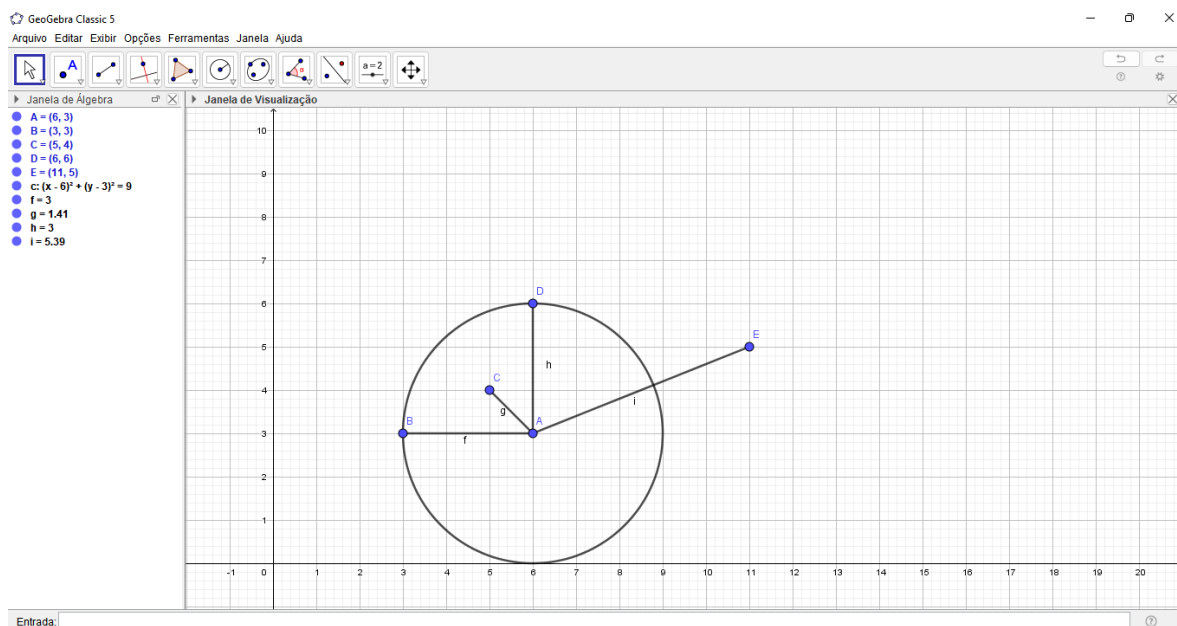 GeoGebra Classic 5
Arquivo Editar Exibir Opções Ferramentas Janela Ajuda
A
α
a = 2
Janela de Álgebra
Janela de Visualização
A = (6, 3)
B = (3, 3)
C = (5, 4)
D = (6, 6)
E = (11, 5)
c: (x - 6)² + (y - 3)² = 9
f = 3
g = 1.41
h = 3
i = 5.39
10
9
8
7
6
5
4
3
2
1
D
E
h
C
i
g
B
A
f
-1 0 1 2 3 4 5 6 7 8 9 10 11 12 13 14 15 16 17 18 19 20
Entrada: